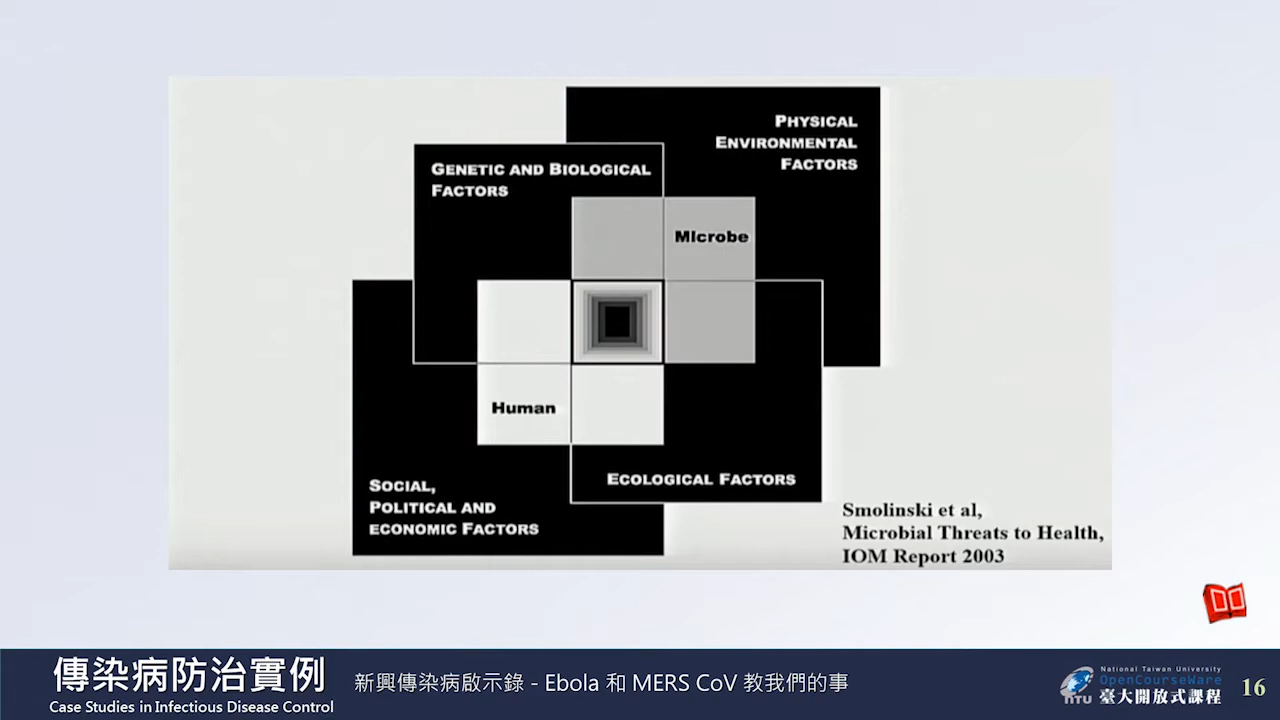 PHYSICAL
ENVIRONMENTAL
FACTORS
GENETIC AND BIOLOGICAL
FACTORS
Microbe
Human
ECOLOGICAL FACTORS
SOCIAL,
POLITICAL AND
ECONOMIC FACTORS
Smolinski et al,
Microbial Threats to Health,
IOM Report 2003
傳染病防治實例
Case Studies in Infectious Disease Control
新興傳染病啟示錄 - Ebola 和 MERS CoV 教我們的事
National Taiwan University
OpenCourseWare
NTU 臺大開放式課程
16